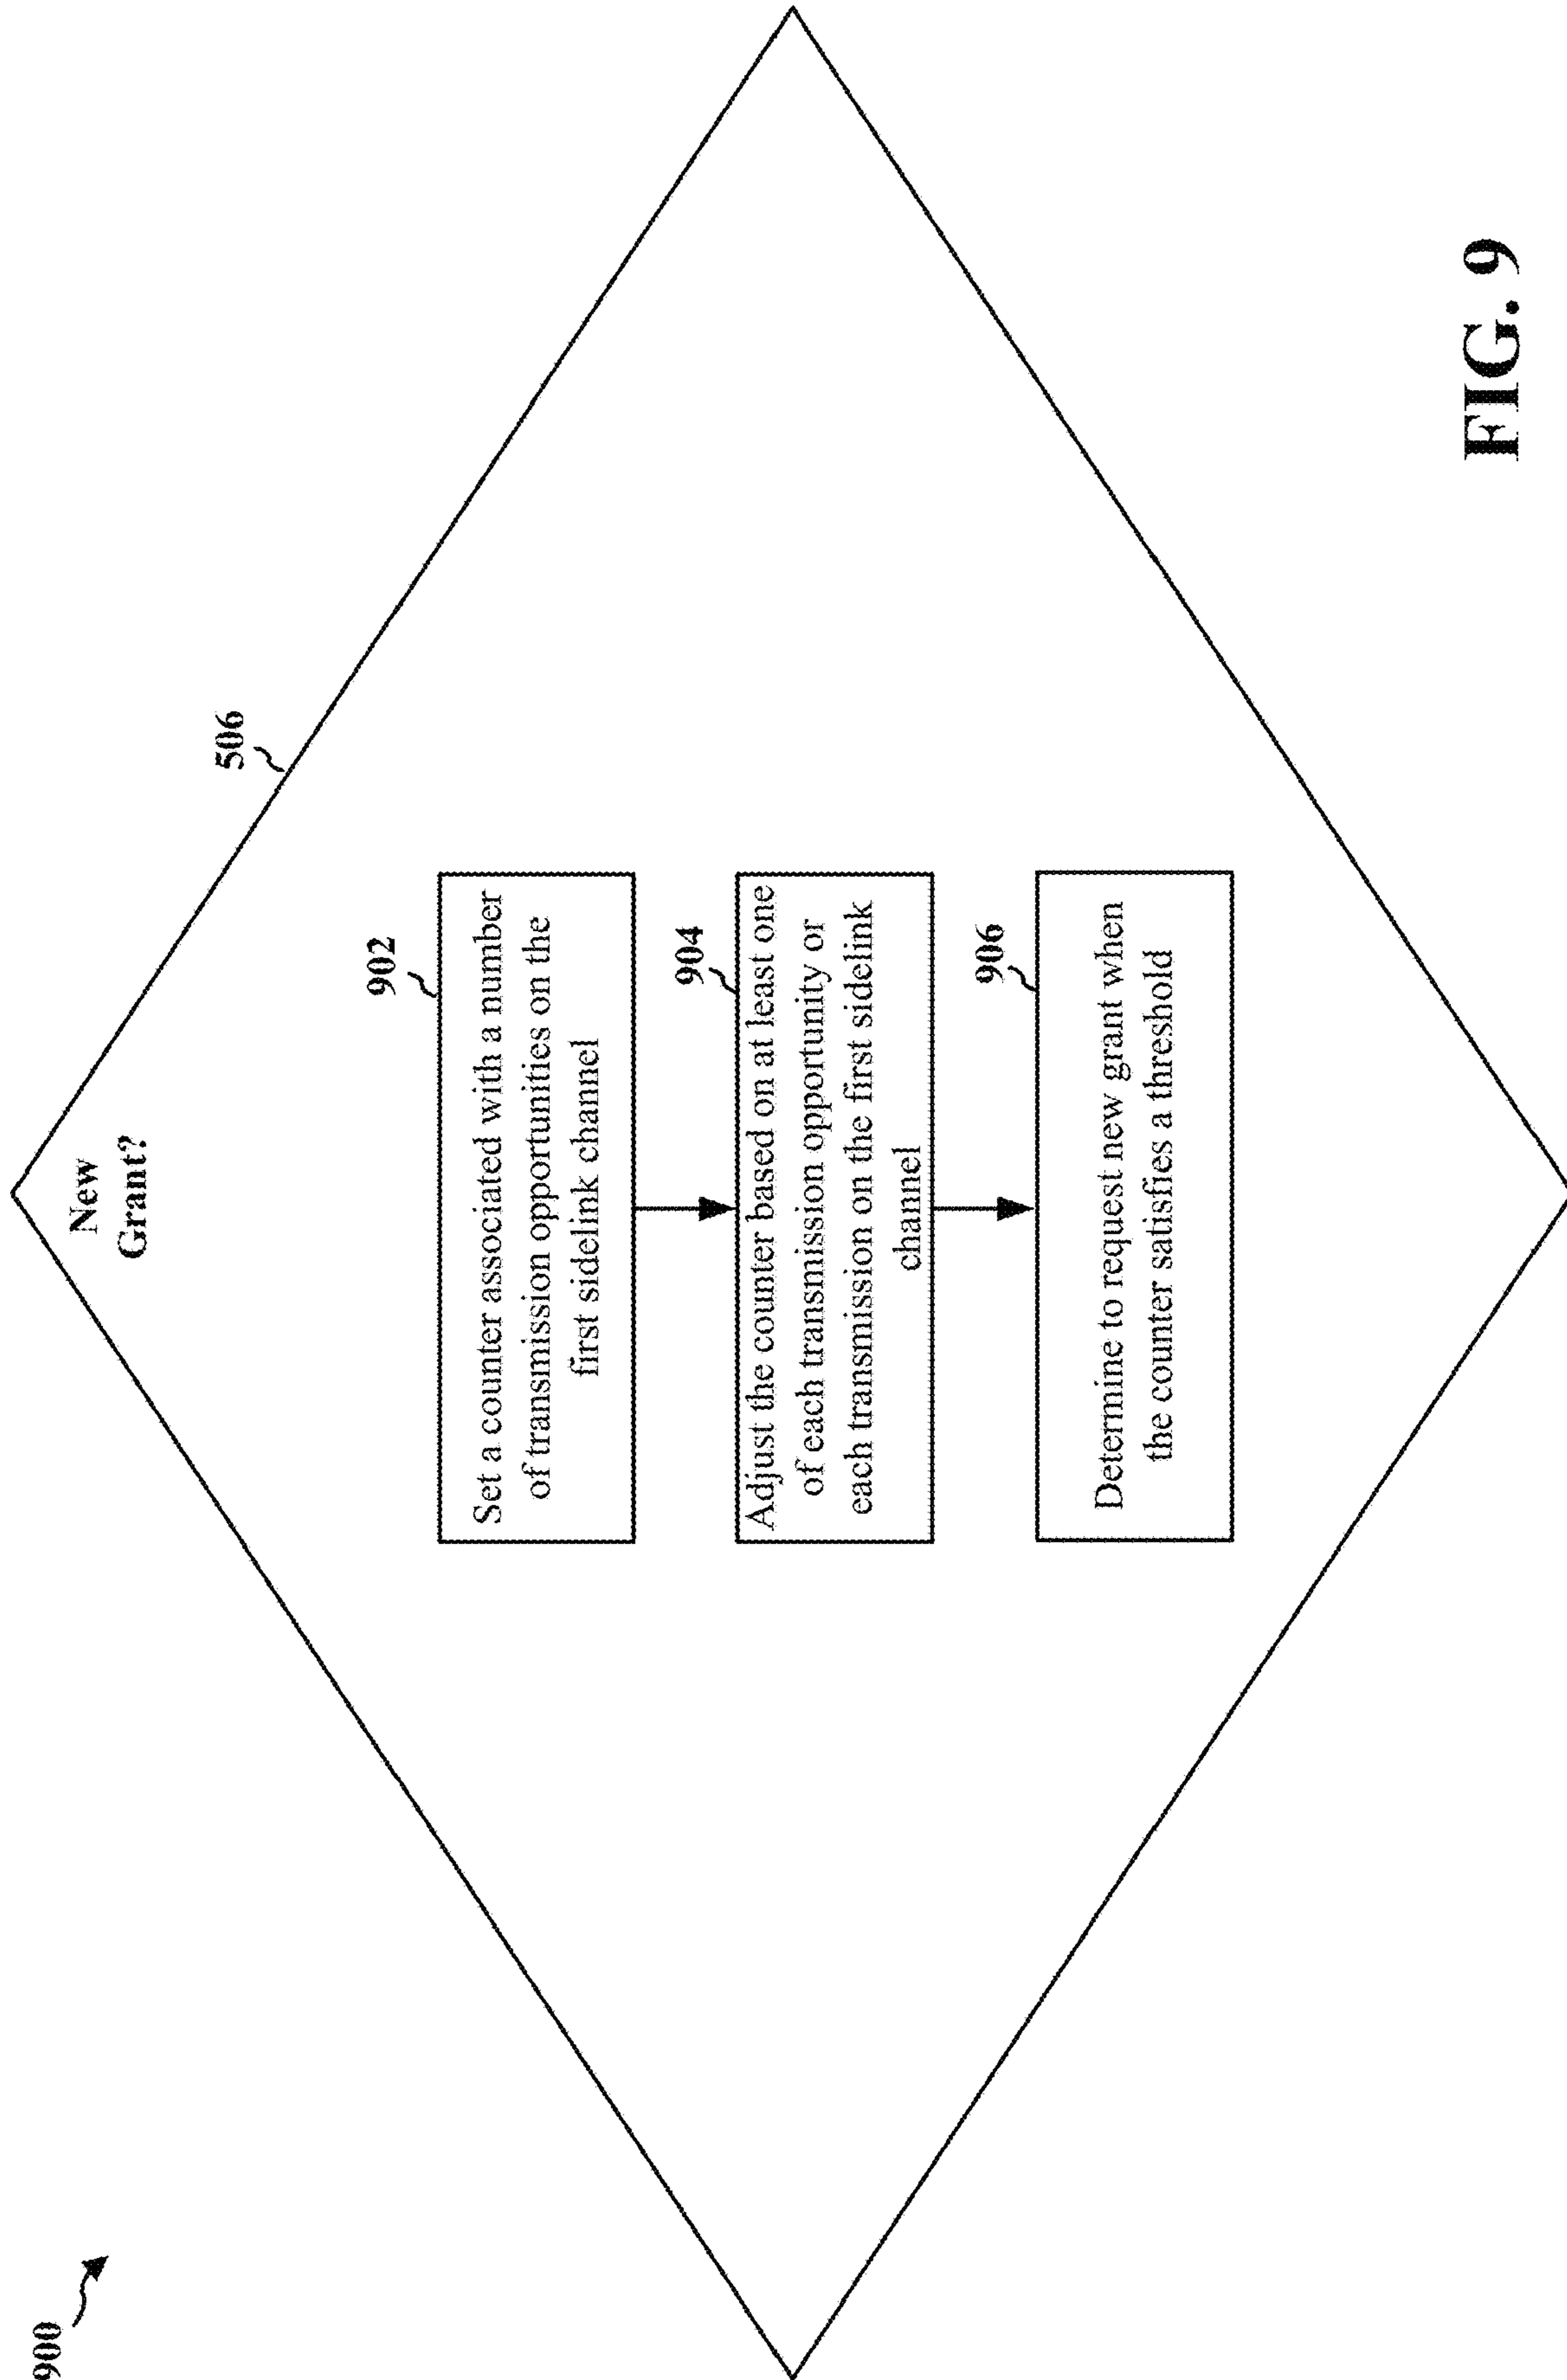 900
New
Grant?
506
902
Set a counter associated with a number
of transmission opportunities on the
first sidelink channel
904
Adjust the counter based on at least one
of each transmission opportunity or
each transmission on the first sidelink
channel
906
Determine to request new grant when
the counter satisfies a threshold
FIG. 9